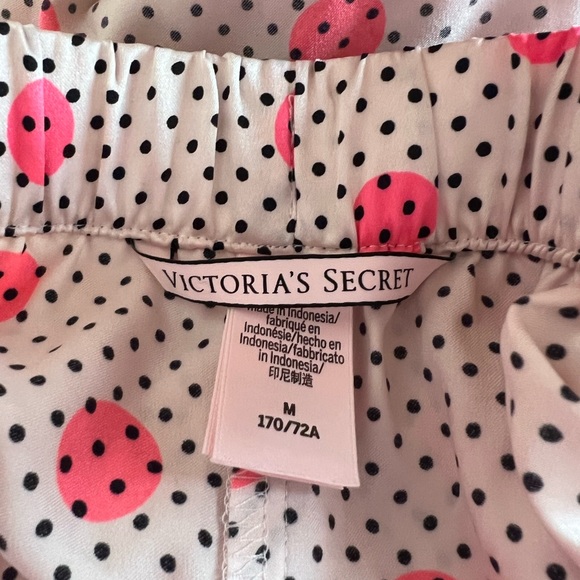 VICTORIA'S SECRET
made in Indonesia/
fabriqué en
Indonésie/hecho en
Indonesia/fabbricato
in Indonesia/
印尼制造
M
170/72A